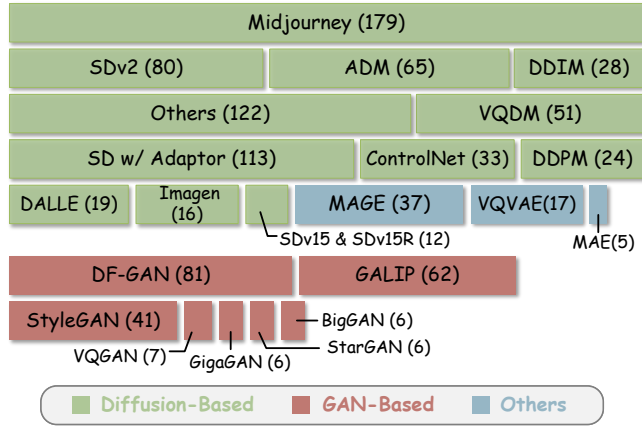 Midjourney (179)
SDv2 (80) ADM (65) DDIM (28)
Others (122) VQDM (51)
SD w/ Adaptor (113) ControlNet (33) DDPM (24)
DALLE (19) Imagen (16) MAGE (37) VQVAE(17)
SDv15 & SDv15R (12) MAE(5)
DF-GAN (81) GALIP (62)
StyleGAN (41) BigGAN (6)
VQGAN (7) GigaGAN (6) StarGAN (6)
Diffusion-Based GAN-Based Others